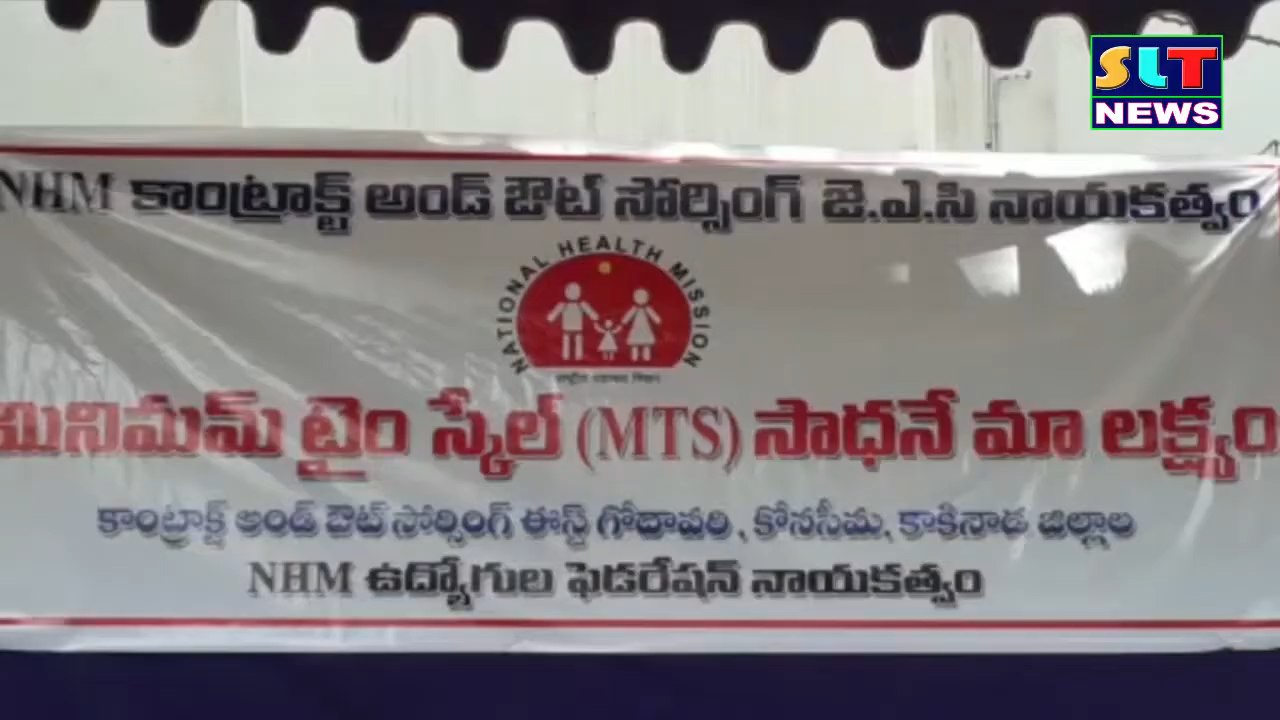 SLT
NEWS
NHM కాంట్రాక్ట్ అండ్ ఔట్ సోర్సింగ్ జె.ఎ.సి నాయకత్వం
NATIONAL HEALTH MISSION
మినిమమ్ టైం స్కేల్ (MTS) సాధనే మా లక్ష్యం
కాంట్రాక్ట్ అండ్ ఔట్ సోర్సింగ్ ఈస్ట్ గోదావరి, కోనసీమ, కాకినాడ జిల్లాల
NHM ఉద్యోగుల ఫెడరేషన్ నాయకత్వం